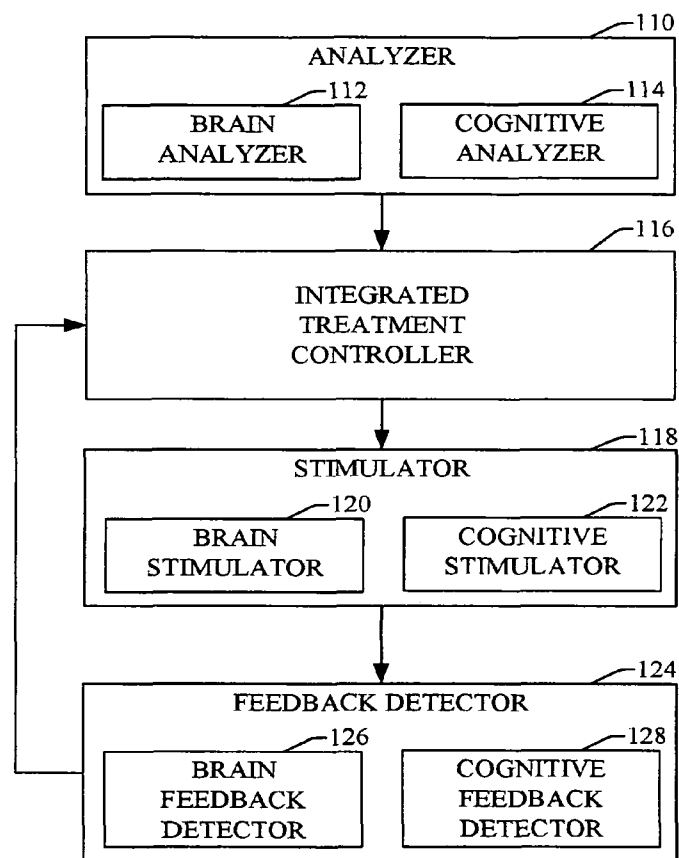 110
ANALYZER
112
114
BRAIN
ANALYZER
COGNITIVE
ANALYZER
116
INTEGRATED
TREATMENT
CONTROLLER
118
STIMULATOR
120
122
BRAIN
STIMULATOR
COGNITIVE
STIMULATOR
124
FEEDBACK DETECTOR
126
128
BRAIN
FEEDBACK
DETECTOR
COGNITIVE
FEEDBACK
DETECTOR